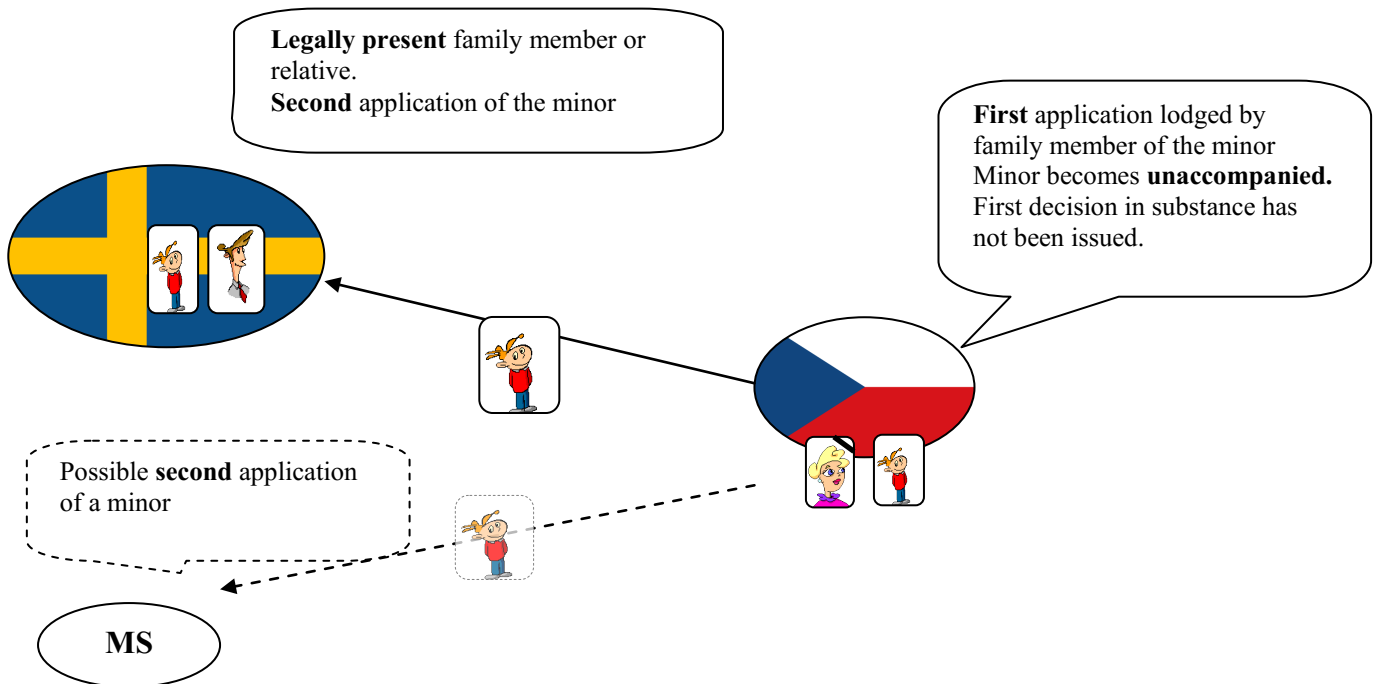 Legally present family member or
relative.
Second application of the minor
First application lodged by
family member of the minor
Minor becomes unaccompanied.
First decision in substance has
not been issued.
Possible second application
of a minor
MS